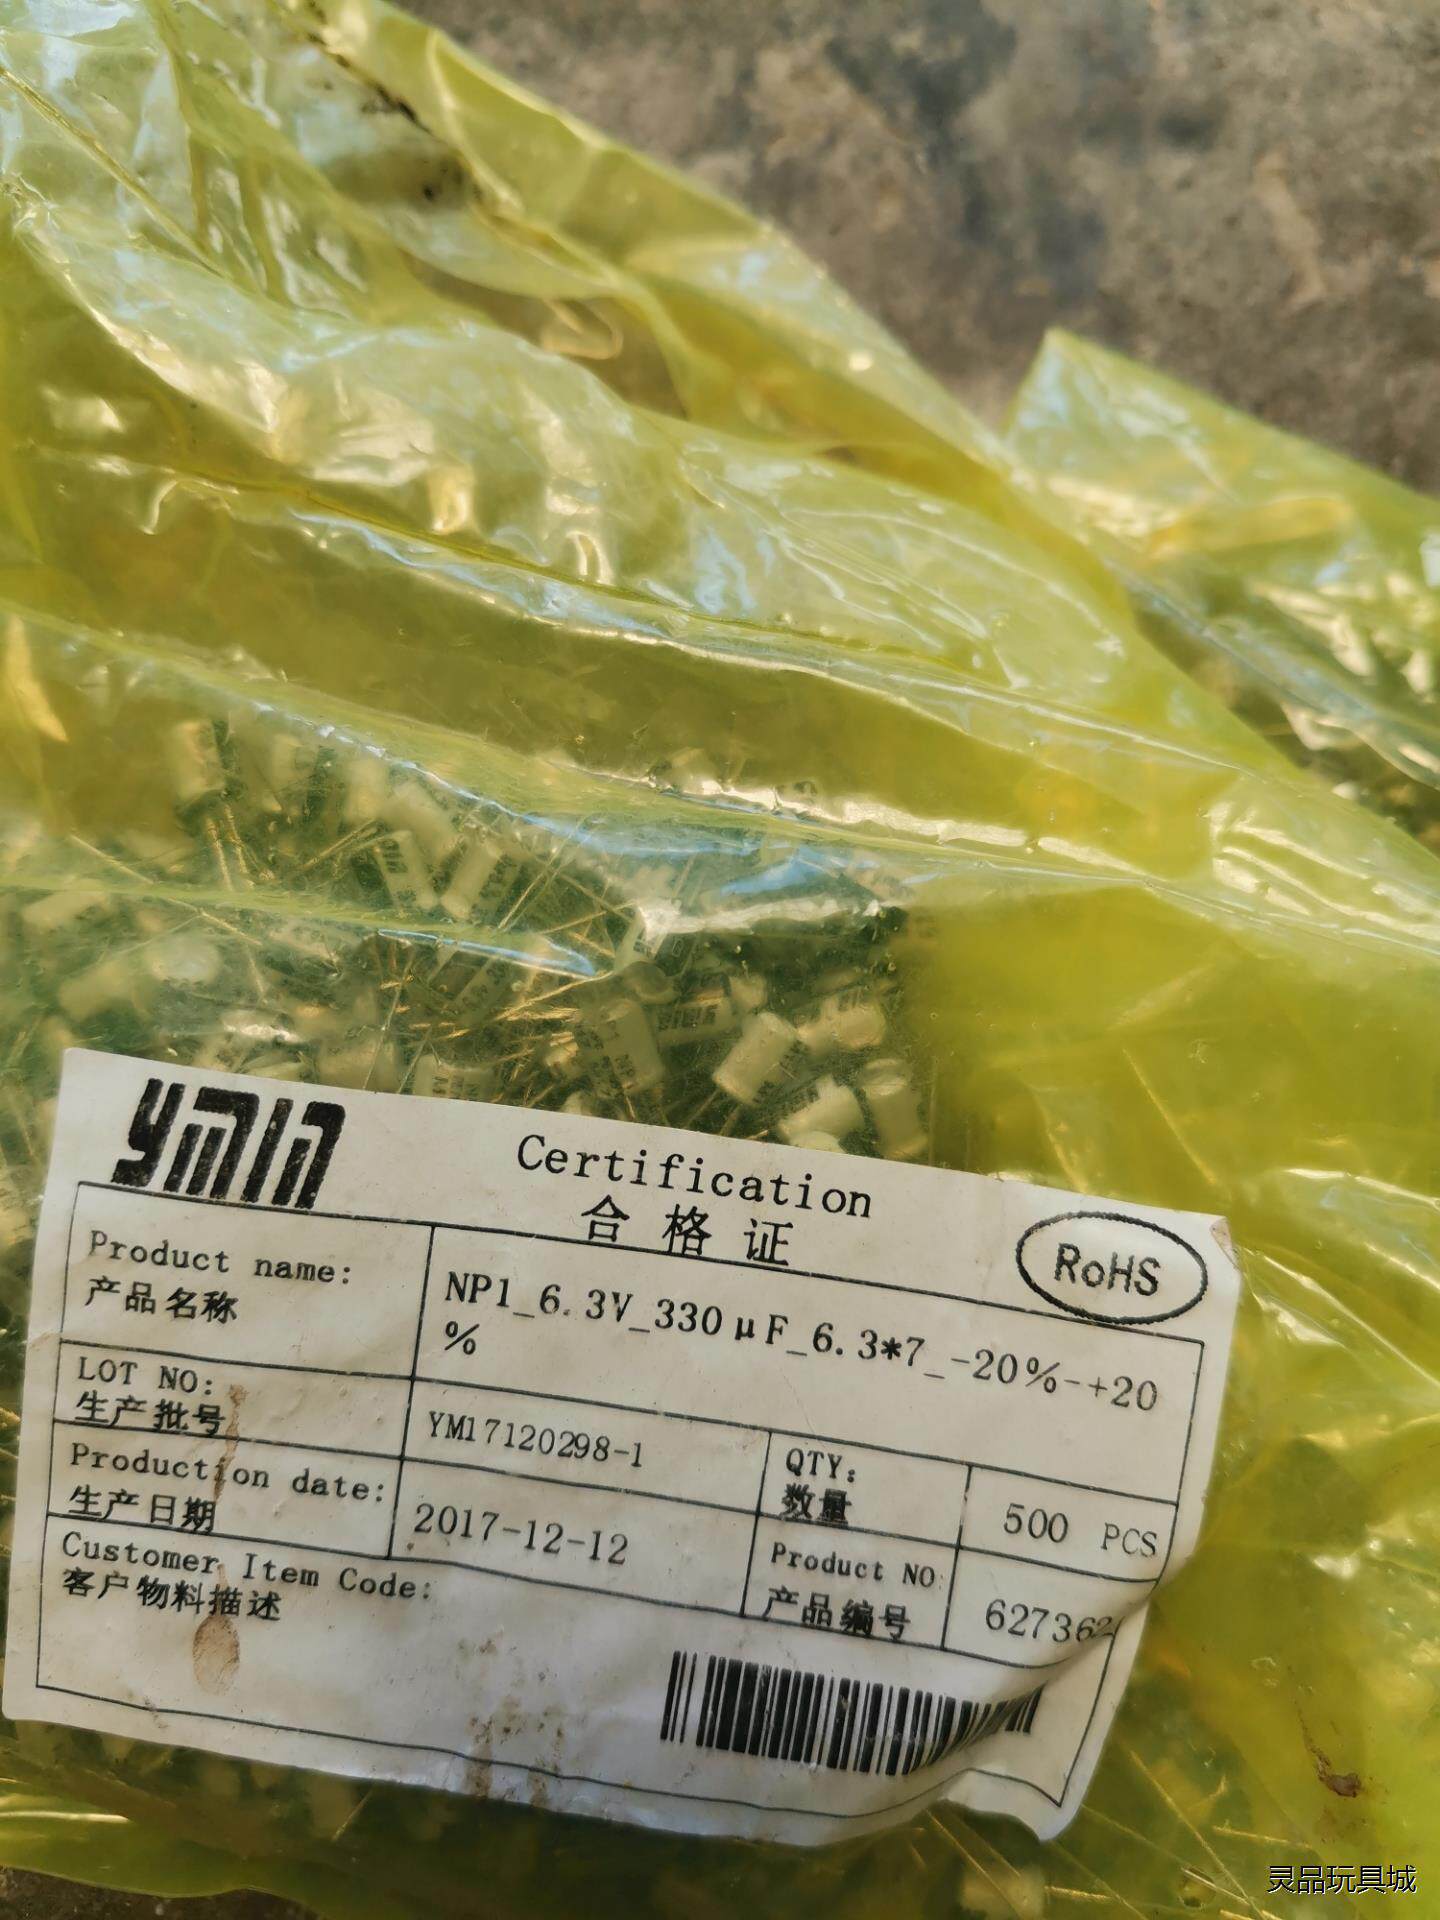 ymin
Certification
合格证
RoHS
Product name:
产品名称
NP1_6.3V_330μF_6.3*7_-20%-+20
%
LOT NO:
生产批号
YM17120298-1
QTY:
数量
500 PCS
Production date:
生产日期
2017-12-12
Product NO:
产品编号
Customer Item Code:
客户物料描述
灵品玩具城